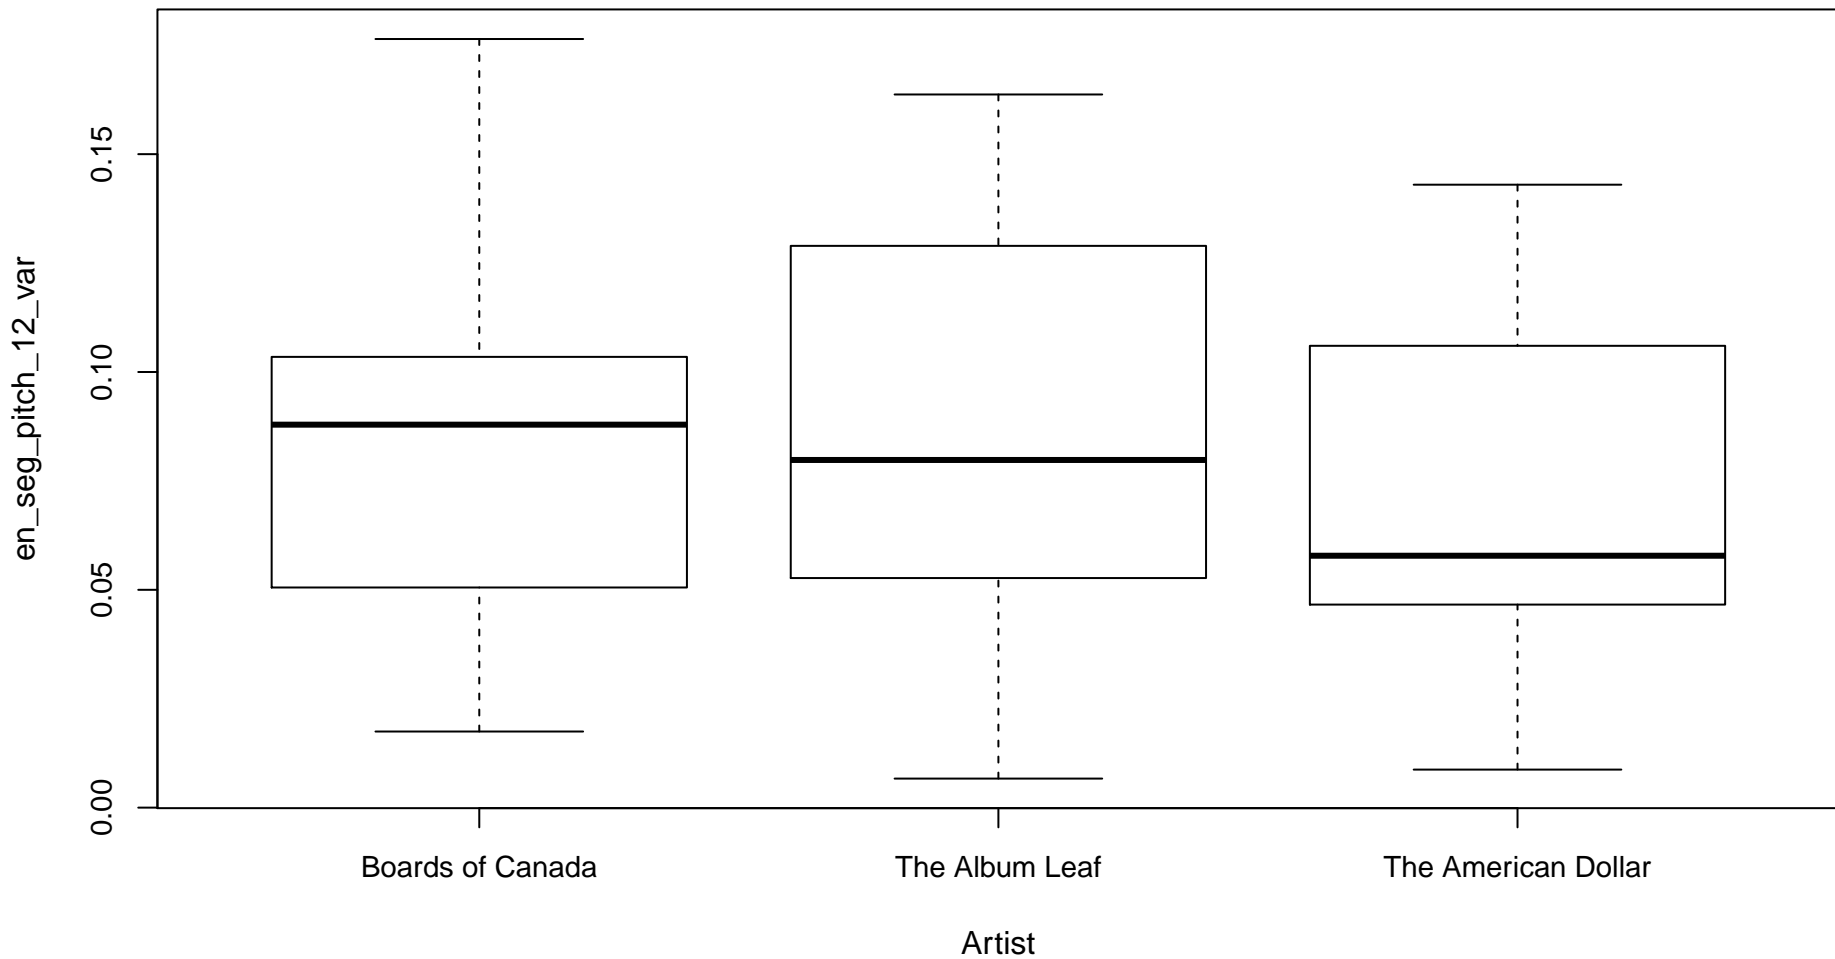 en_seg_pitch_12_var
0.15
0.10
0.05
0.00
Boards of Canada
The Album Leaf
The American Dollar
Artist